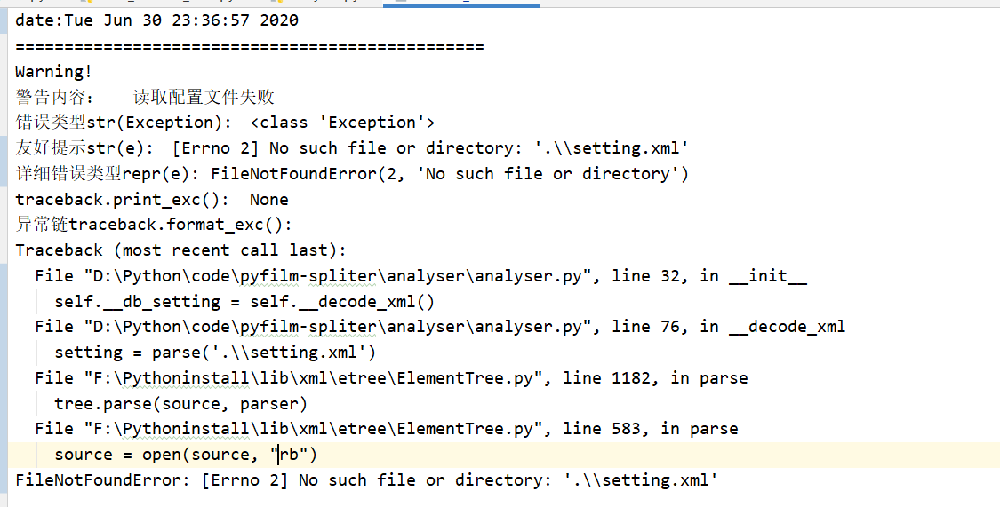 date:Tue Jun 30 23:36:57 2020
================================================
Warning!
警告内容：　　读取配置文件失败
错误类型str(Exception):  <class 'Exception'>
友好提示str(e):  [Errno 2] No such file or directory: '.\\setting.xml'
详细错误类型repr(e): FileNotFoundError(2, 'No such file or directory')
traceback.print_exc():  None
异常链traceback.format_exc():
Traceback (most recent call last):
  File "D:\Python\code\pyfilm-spliter\analyser\analyser.py", line 32, in __init__
    self.__db_setting = self.__decode_xml()
  File "D:\Python\code\pyfilm-spliter\analyser\analyser.py", line 76, in __decode_xml
    setting = parse('.\\setting.xml')
  File "F:\Pythoninstall\lib\xml\etree\ElementTree.py", line 1182, in parse
    tree.parse(source, parser)
  File "F:\Pythoninstall\lib\xml\etree\ElementTree.py", line 583, in parse
    source = open(source, "rb")
FileNotFoundError: [Errno 2] No such file or directory: '.\\setting.xml'